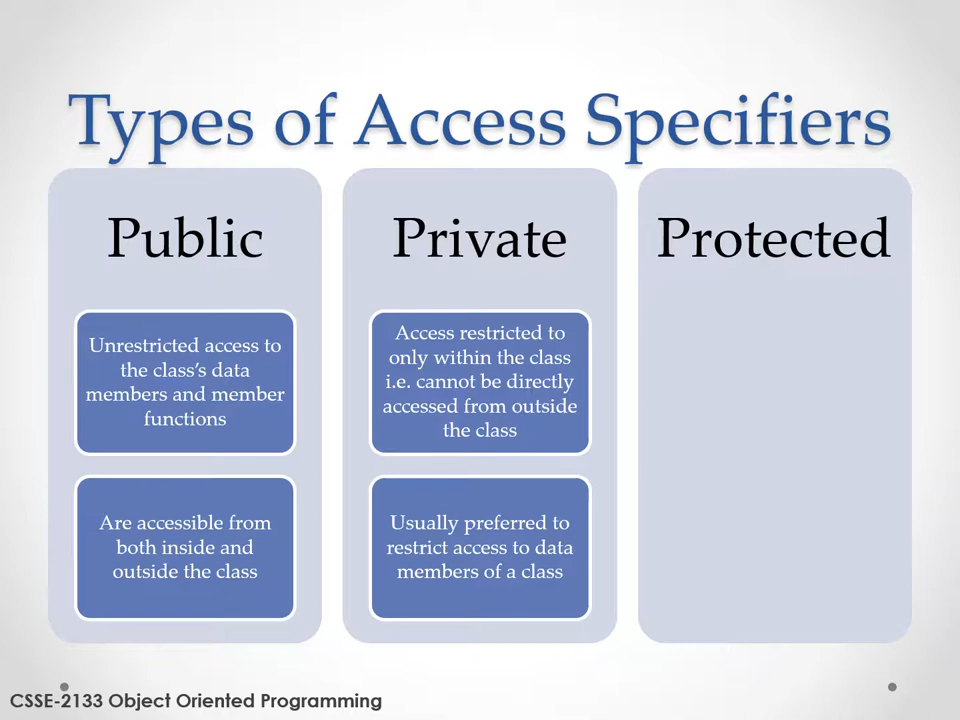 Types of Access Specifiers
Public
Unrestricted access to
the class’s data
members and member
functions
Are accessible from
both inside and
outside the class
Private
Access restricted to
only within the class
i.e. cannot be directly
accessed from outside
the class
Usually preferred to
restrict access to data
members of a class
Protected
CSSE-2133 Object Oriented Programming